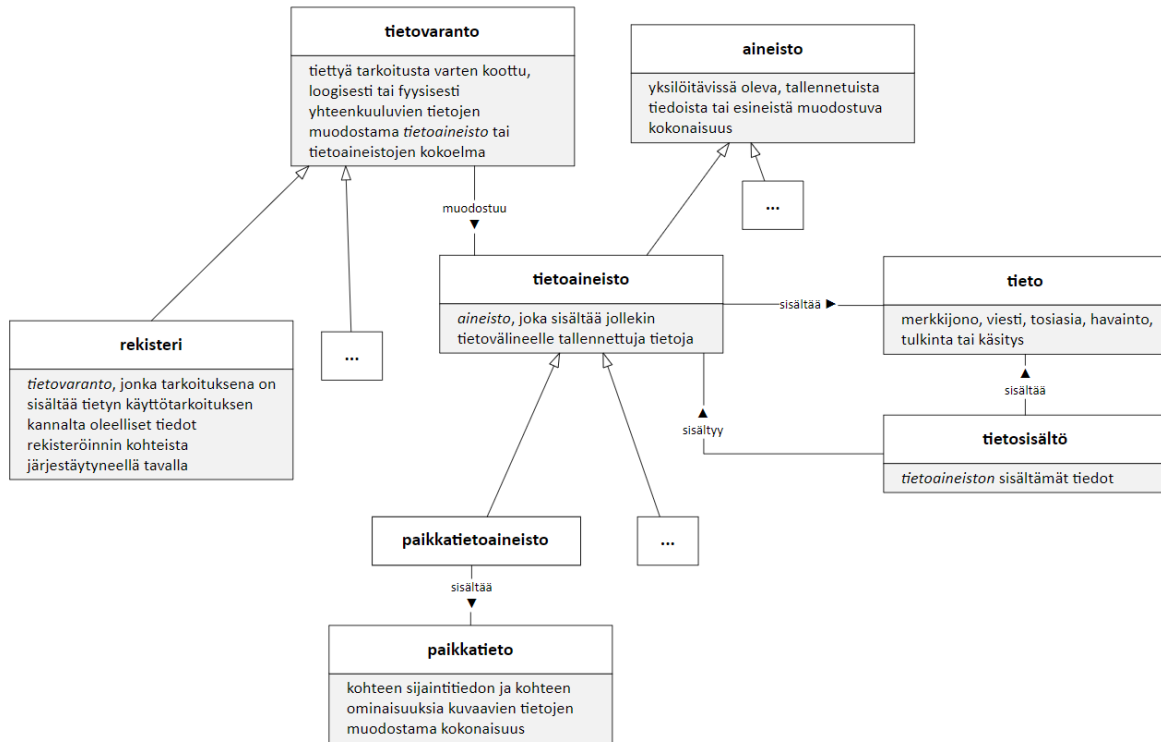 tietovaranto
tiettyä tarkoitusta varten koottu,
loogisesti tai fyysisesti
yhteenkuuluvien tietojen
muodostama tietoaineisto tai
tietoaineistojen kokoelma
aineisto
yksilöitävissä oleva, tallennetuista
tiedoista tai esineistä muodostuva
kokonaisuus
...
muodostuu
tietoaineisto
aineisto, joka sisältää jollekin
tietovälineelle tallennettuja tietoja
sisältää
tieto
merkkijono, viesti, tosiasia, havainto,
tulkinta tai käsitys
rekisteri
tietovaranto, jonka tarkoituksena on
sisältää tietyn käyttötarkoituksen
kannalta oleelliset tiedot
rekisteröinnin kohteista
järjestäytyneellä tavalla
...
sisältää
sisältyy
tietosisältö
tietoaineiston sisältämät tiedot
paikkatietoaineisto
...
sisältää
paikkatieto
kohteen sijaintitiedon ja kohteen
ominaisuuksia kuvaavien tietojen
muodostama kokonaisuus